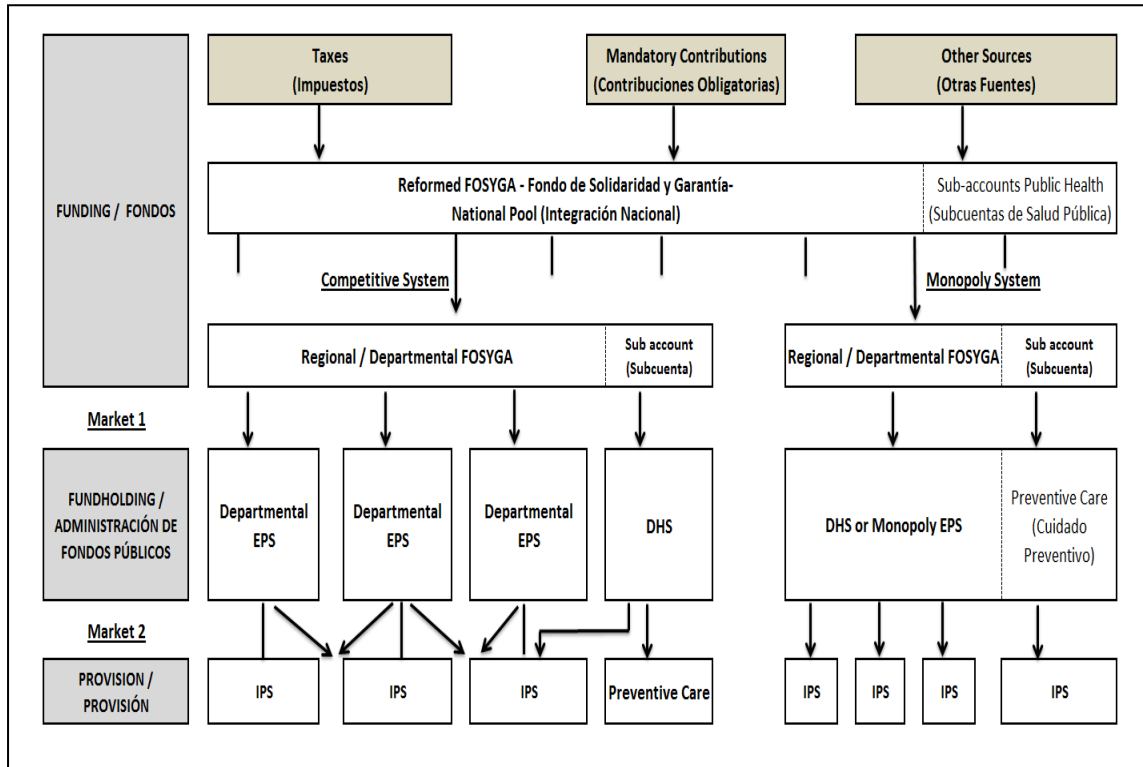 Taxes
(Impuestos)
Mandatory Contributions
(Contribuciones Obligatorias)
Other Sources
(Otras Fuentes)
FUNDING / FONDOS
Reformed FOSYGA - Fondo de Solidaridad y Garantía-
National Pool (Integración Nacional)
Sub-accounts Public Health
(Subcuentas de Salud Pública)
Competitive System
Monopoly System
Regional / Departmental FOSYGA
Sub account
(Subcuenta)
Regional / Departmental FOSYGA
Sub account
(Subcuenta)
Market 1
FUNDHOLDING /
ADMINISTRACIÓN DE
FONDOS PÚBLICOS
Departmental
EPS
Departmental
EPS
Departmental
EPS
DHS
DHS or Monopoly EPS
Preventive Care
(Cuidado
Preventivo)
Market 2
PROVISION /
PROVISIÓN
IPS
IPS
IPS
Preventive Care
IPS
IPS
IPS
IPS